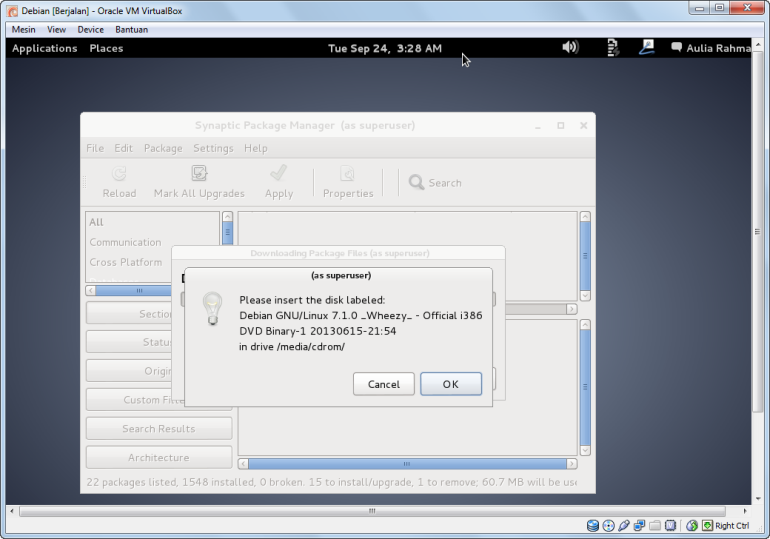 Debian [Berjalan] - Oracle VM VirtualBox
Mesin View Device Bantuan
Applications Places Tue Sep 24, 3:28 AM Aulia Rahma
Synaptic Package Manager (as superuser)
File Edit Package Settings Help
Reload Mark All Upgrades Apply Properties Search
All
Communication
Cross Platform
Downloading Package Files (as superuser)
(as superuser)
Please insert the disk labeled:
Debian GNU/Linux 7.1.0 _Wheezy_ - Official i386
DVD Binary-1 20130615-21:54
in drive /media/cdrom/
Cancel OK
Sectio
Statu
Origi
Custom Fi
Search Results
Architecture
22 packages listed, 1548 installed, 0 broken. 15 to install/upgrade, 1 to remove; 60.7 MB will be us
Right Ctrl